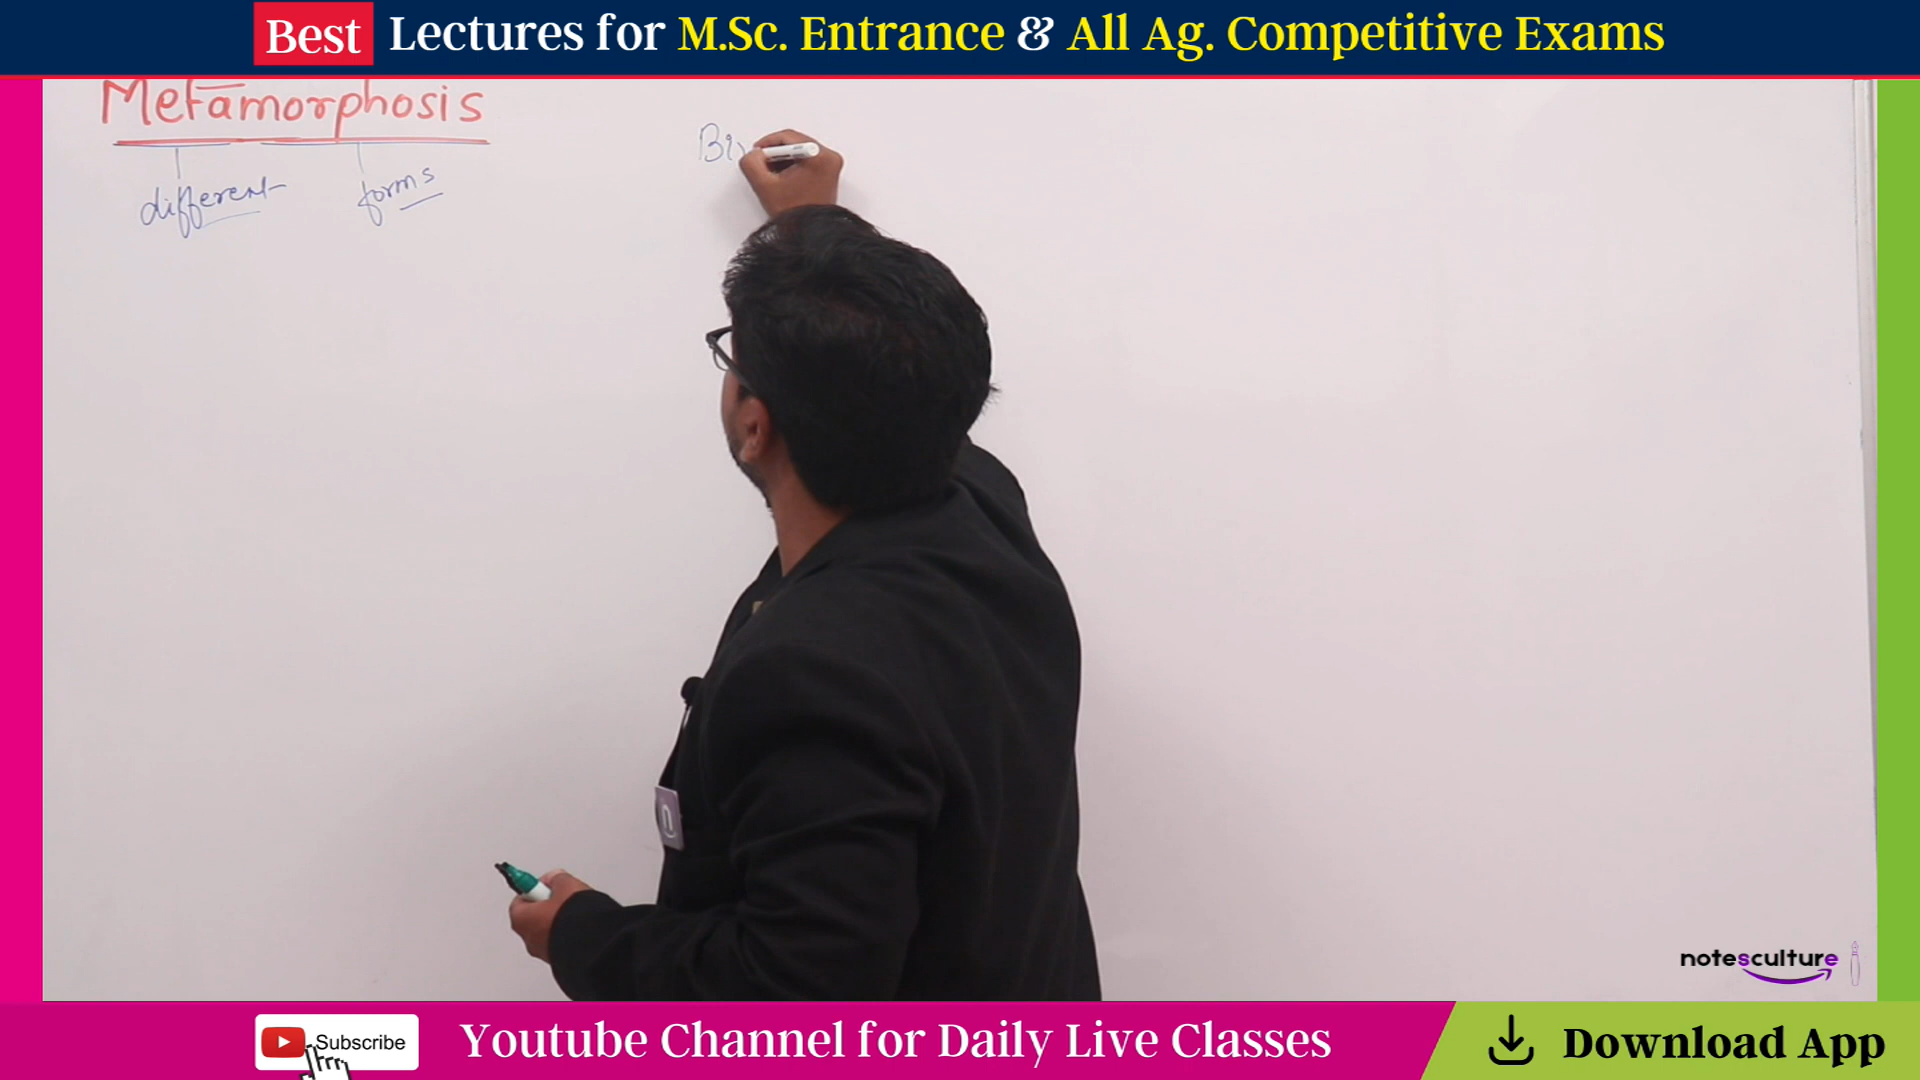 Best Lectures for M.Sc. Entrance & All Ag. Competitive Exams
Metamorphosis
different forms
n
notesculture
Subscribe
Youtube Channel for Daily Live Classes
Download App